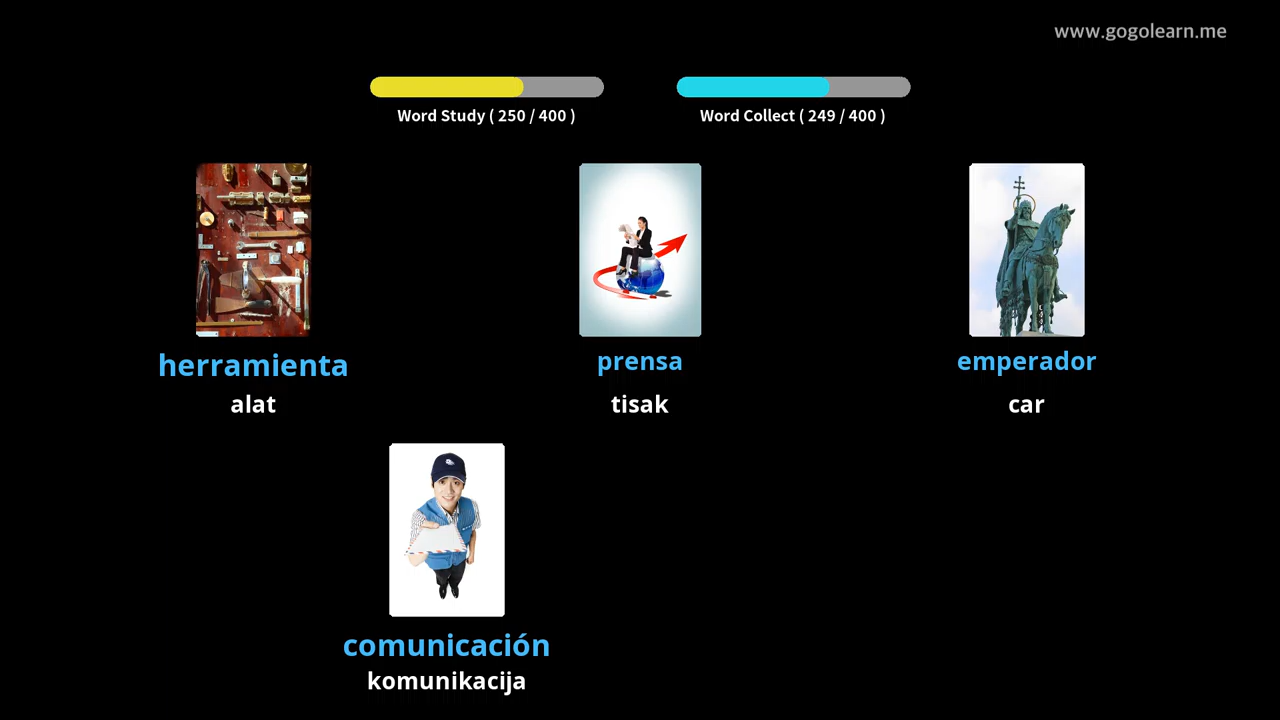 www.gogolearn.me
Word Study ( 250 / 400 )
Word Collect ( 249 / 400 )
herramienta
prensa
emperador
alat
tisak
car
comunicación
komunikacija